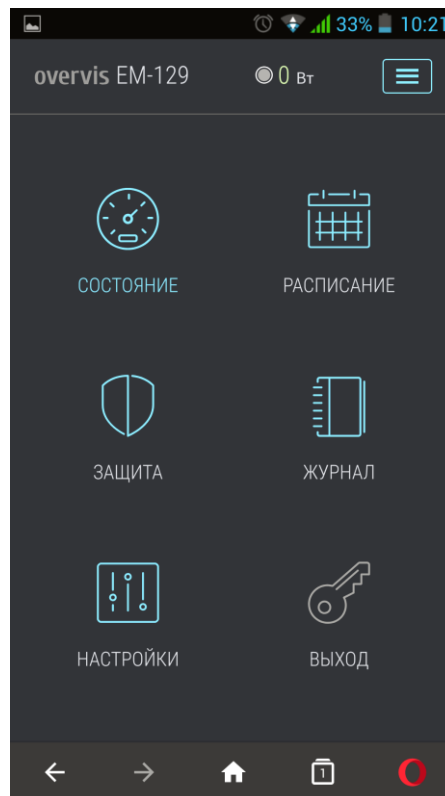 33% 10:21
overvis EM-129 0 Вт
СОСТОЯНИЕ РАСПИСАНИЕ
ЗАЩИТА ЖУРНАЛ
НАСТРОЙКИ ВЫХОД
1